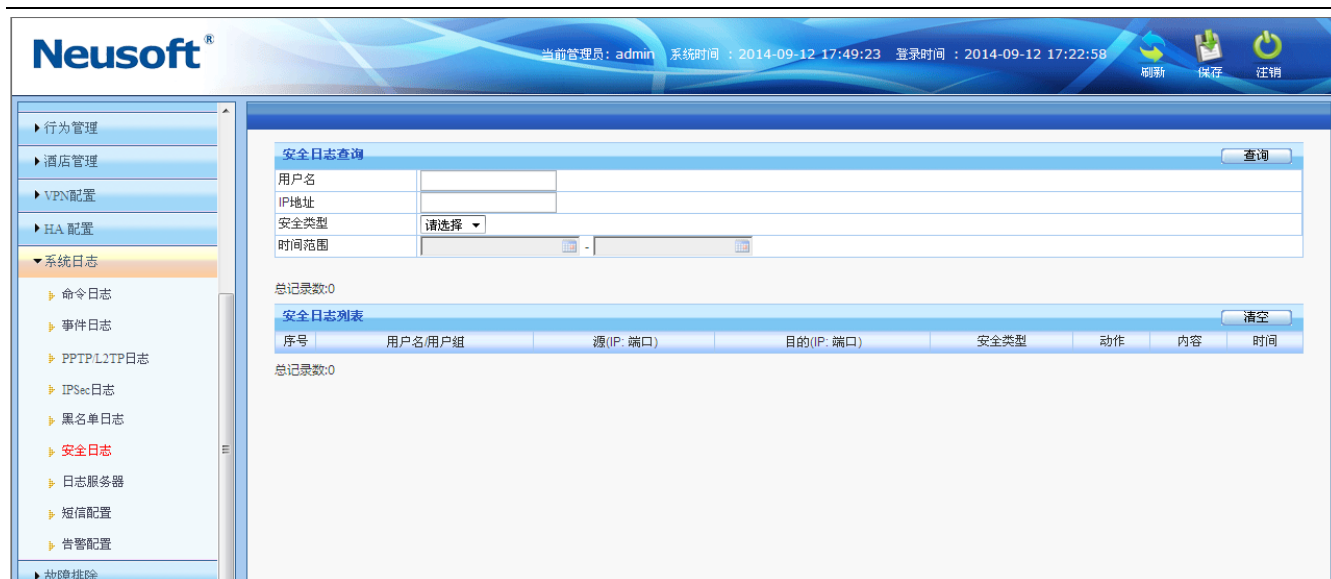 Neusoft®
当前管理员: admin 系统时间 : 2014-09-12 17:49:23 登录时间 : 2014-09-12 17:22:58
刷新 保存 注销
行为管理
酒店管理
VPN配置
HA 配置
系统日志
命令日志
事件日志
PPTP/L2TP日志
IPSec日志
黑名单日志
安全日志
日志服务器
短信配置
告警配置
故障排除
安全日志查询 查询
用户名
IP地址
安全类型 请选择
时间范围 -
总记录数:0
安全日志列表 清空
序号 用户名/用户组 源(IP: 端口) 目的(IP: 端口) 安全类型 动作 内容 时间
总记录数:0